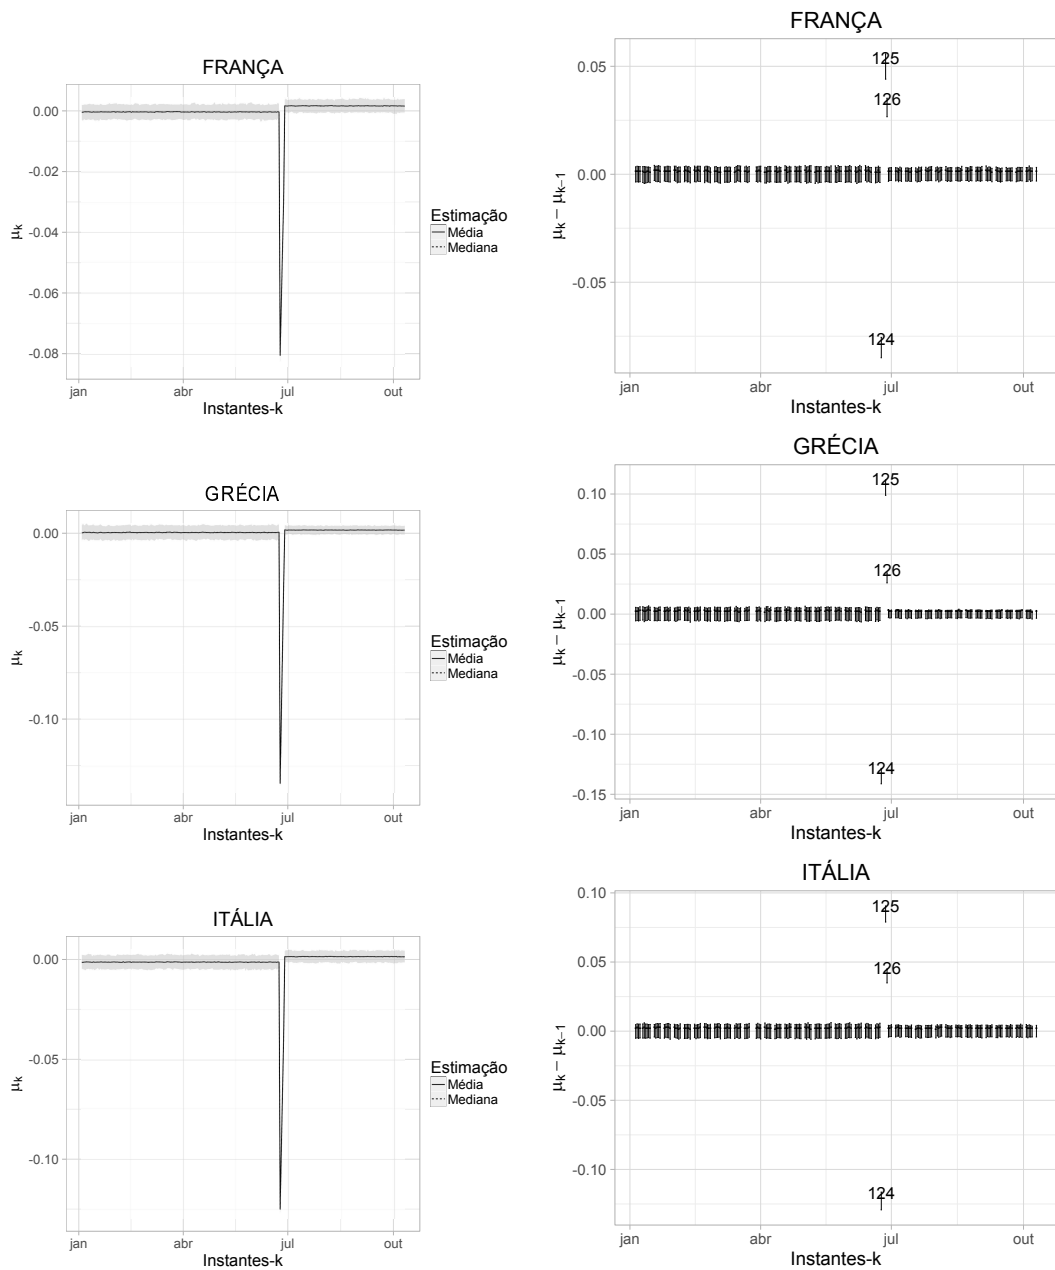 FRANÇA
0.00
-0.02
-0.04
-0.06
-0.08
μk
jan abr jul out
Instantes-k
Estimação
Média
Mediana
FRANÇA
0.05
0.00
-0.05
μk − μk−1
125
126
124
jan abr jul out
Instantes-k
GRÉCIA
0.00
-0.05
-0.10
μk
jan abr jul out
Instantes-k
Estimação
Média
Mediana
GRÉCIA
0.10
0.05
0.00
-0.05
-0.10
-0.15
μk − μk−1
125
126
124
jan abr jul out
Instantes-k
ITÁLIA
0.00
-0.05
-0.10
μk
jan abr jul out
Instantes-k
Estimação
Média
Mediana
ITÁLIA
0.10
0.05
0.00
-0.05
-0.10
μk − μk−1
125
126
124
jan abr jul out
Instantes-k